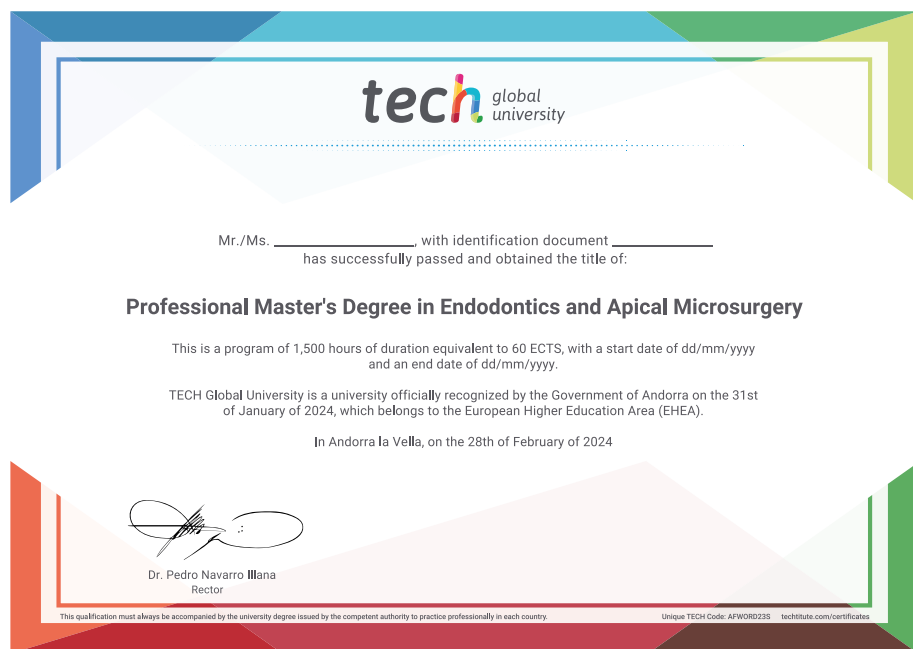 tech global university
Mr./Ms. ____________________, with identification document ______________
has successfully passed and obtained the title of:
Professional Master's Degree in Endodontics and Apical Microsurgery
This is a program of 1,500 hours of duration equivalent to 60 ECTS, with a start date of dd/mm/yyyy
and an end date of dd/mm/yyyy.
TECH Global University is a university officially recognized by the Government of Andorra on the 31st
of January of 2024, which belongs to the European Higher Education Area (EHEA).
In Andorra la Vella, on the 28th of February of 2024
Dr. Pedro Navarro Illana
Rector
This qualification must always be accompanied by the university degree issued by the competent authority to practice professionally in each country.
Unique TECH Code: AFWORD23S techtitute.com/certificates